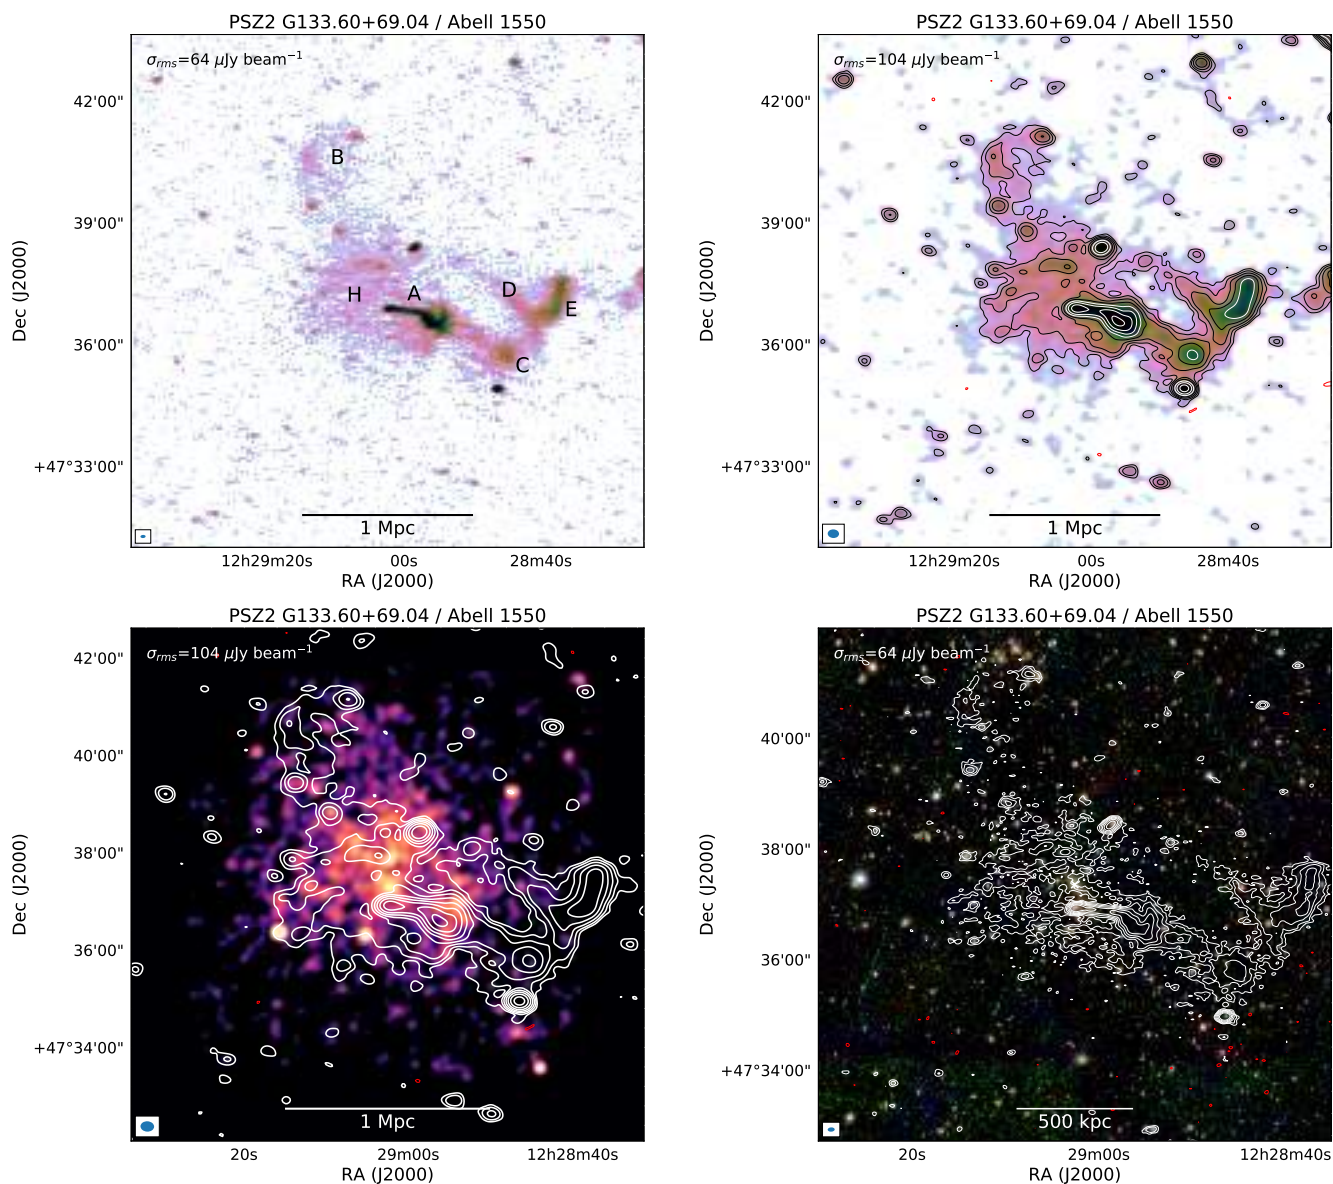 PSZ2 G133.60+69.04 / Abell 1550
σrms=64 μJy beam⁻¹
42'00"
39'00"
36'00"
+47°33'00"
Dec (J2000)
B
H
A
D
E
C
1 Mpc
12h29m20s
00s
28m40s
RA (J2000)
PSZ2 G133.60+69.04 / Abell 1550
σrms=104 μJy beam⁻¹
42'00"
39'00"
36'00"
+47°33'00"
Dec (J2000)
1 Mpc
12h29m20s
00s
28m40s
RA (J2000)
PSZ2 G133.60+69.04 / Abell 1550
σrms=104 μJy beam⁻¹
42'00"
40'00"
38'00"
36'00"
+47°34'00"
Dec (J2000)
1 Mpc
20s
29m00s
12h28m40s
RA (J2000)
PSZ2 G133.60+69.04 / Abell 1550
σrms=64 μJy beam⁻¹
40'00"
38'00"
36'00"
+47°34'00"
Dec (J2000)
500 kpc
20s
29m00s
12h28m40s
RA (J2000)